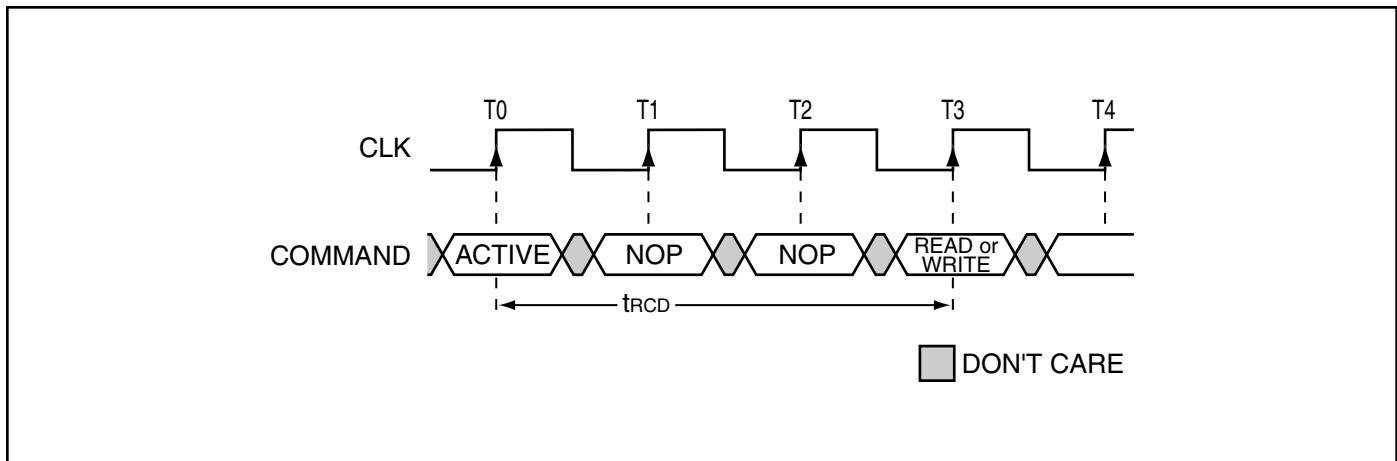 T0 T1 T2 T3 T4
CLK
COMMAND ACTIVE NOP NOP READ or
WRITE
tRCD
DON'T CARE